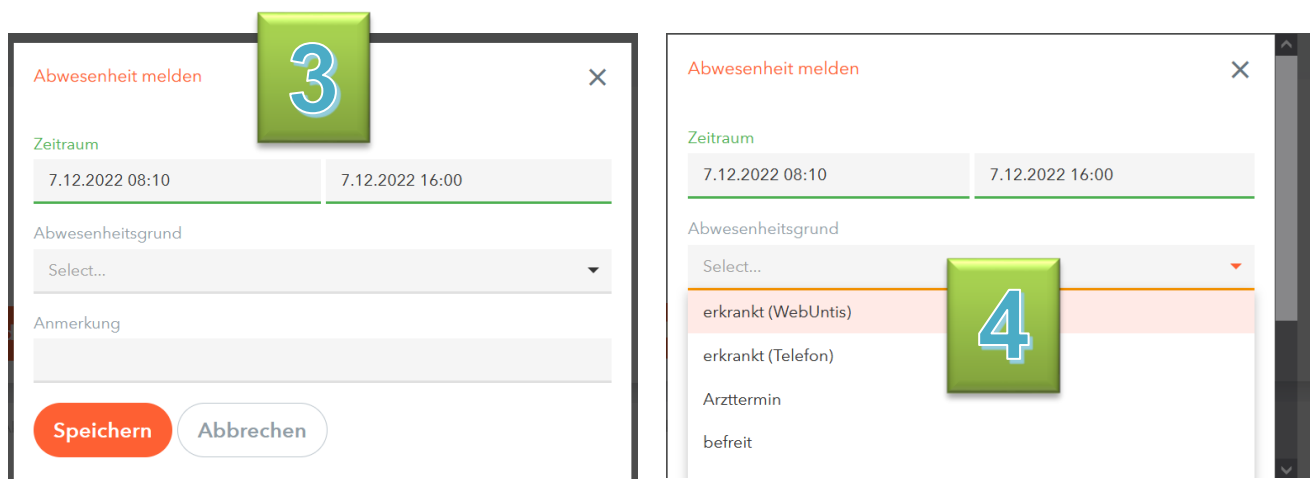 3
Abwesenheit melden
Zeitraum
7.12.2022 08:10 7.12.2022 16:00
Abwesenheitsgrund
Select...
Anmerkung
Speichern Abbrechen
4
Abwesenheit melden
Zeitraum
7.12.2022 08:10 7.12.2022 16:00
Abwesenheitsgrund
Select...
erkrankt (WebUntis)
erkrankt (Telefon)
Arzttermin
befreit